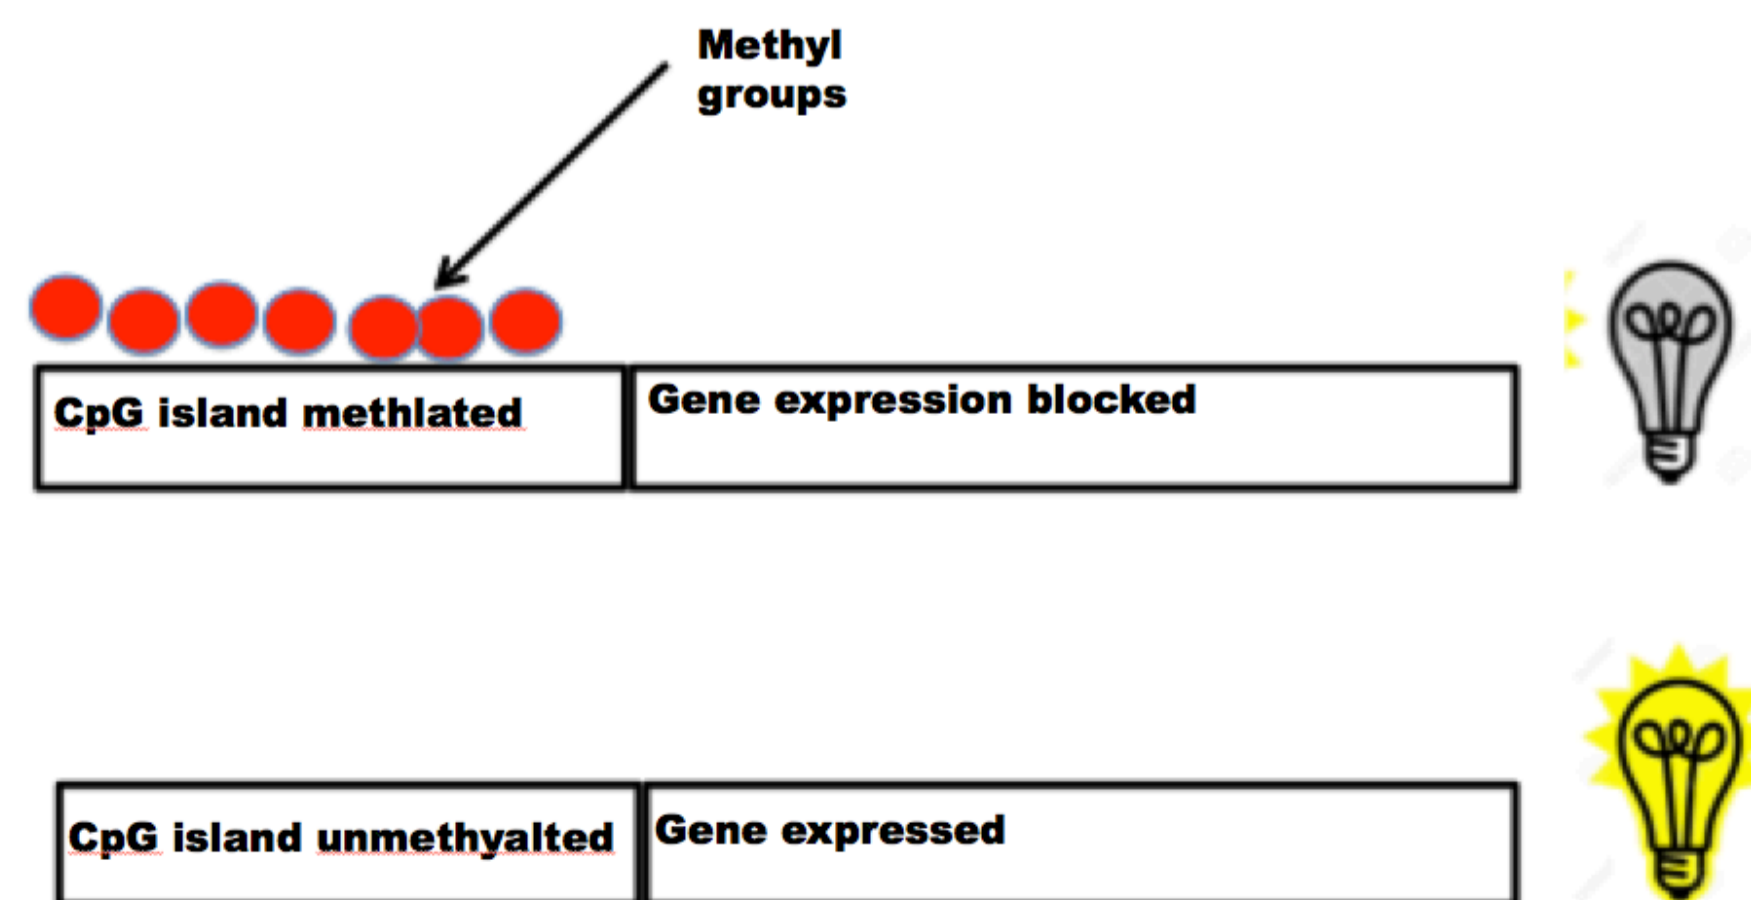 Methyl
groups
CpG island methlated
Gene expression blocked
CpG island unmethyalted
Gene expressed